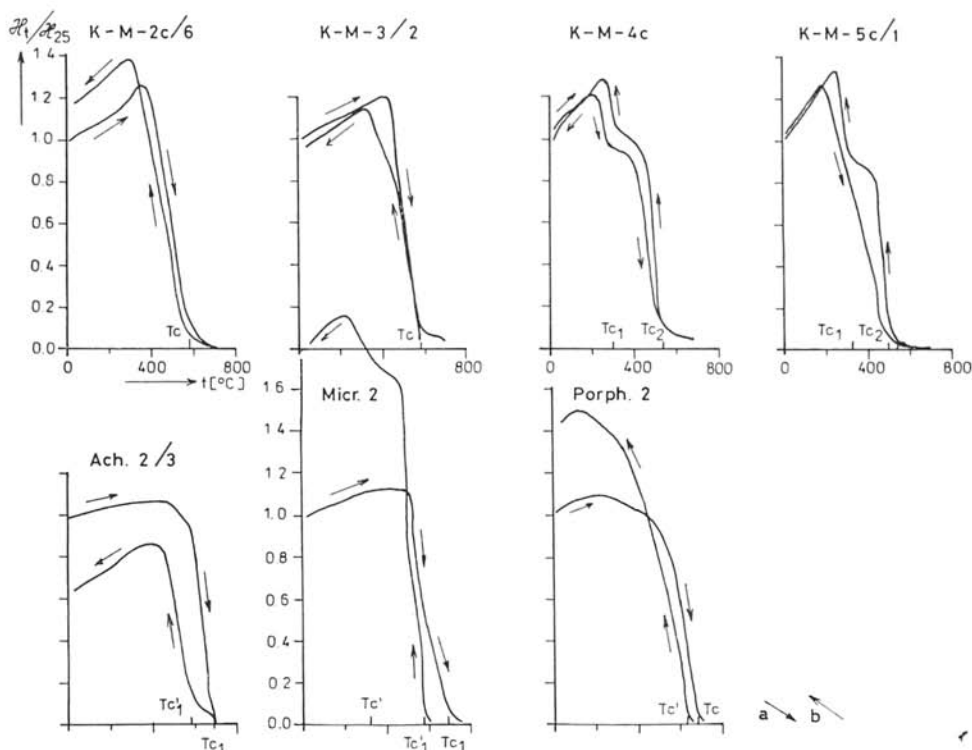 ℋt/ℋ25
K-M-2c/6
K-M-3/2
K-M-4c
K-M-5c/1
1.4
1.2
1.0
0.8
0.6
0.4
0.2
0.0
Tc
Tc
Tc₁ Tc₂
Tc₁ Tc₂
0 400 800
t[°C]
800
0 400 800
0 400 800
Ach. 2/3
Micr. 2
Porph. 2
1.6
1.4
1.2
1.0
0.8
0.6
0.4
0.2
0.0
Tc'₁
Tc₁
Tc'
Tc'₁ Tc₁
Tc' Tc
a b